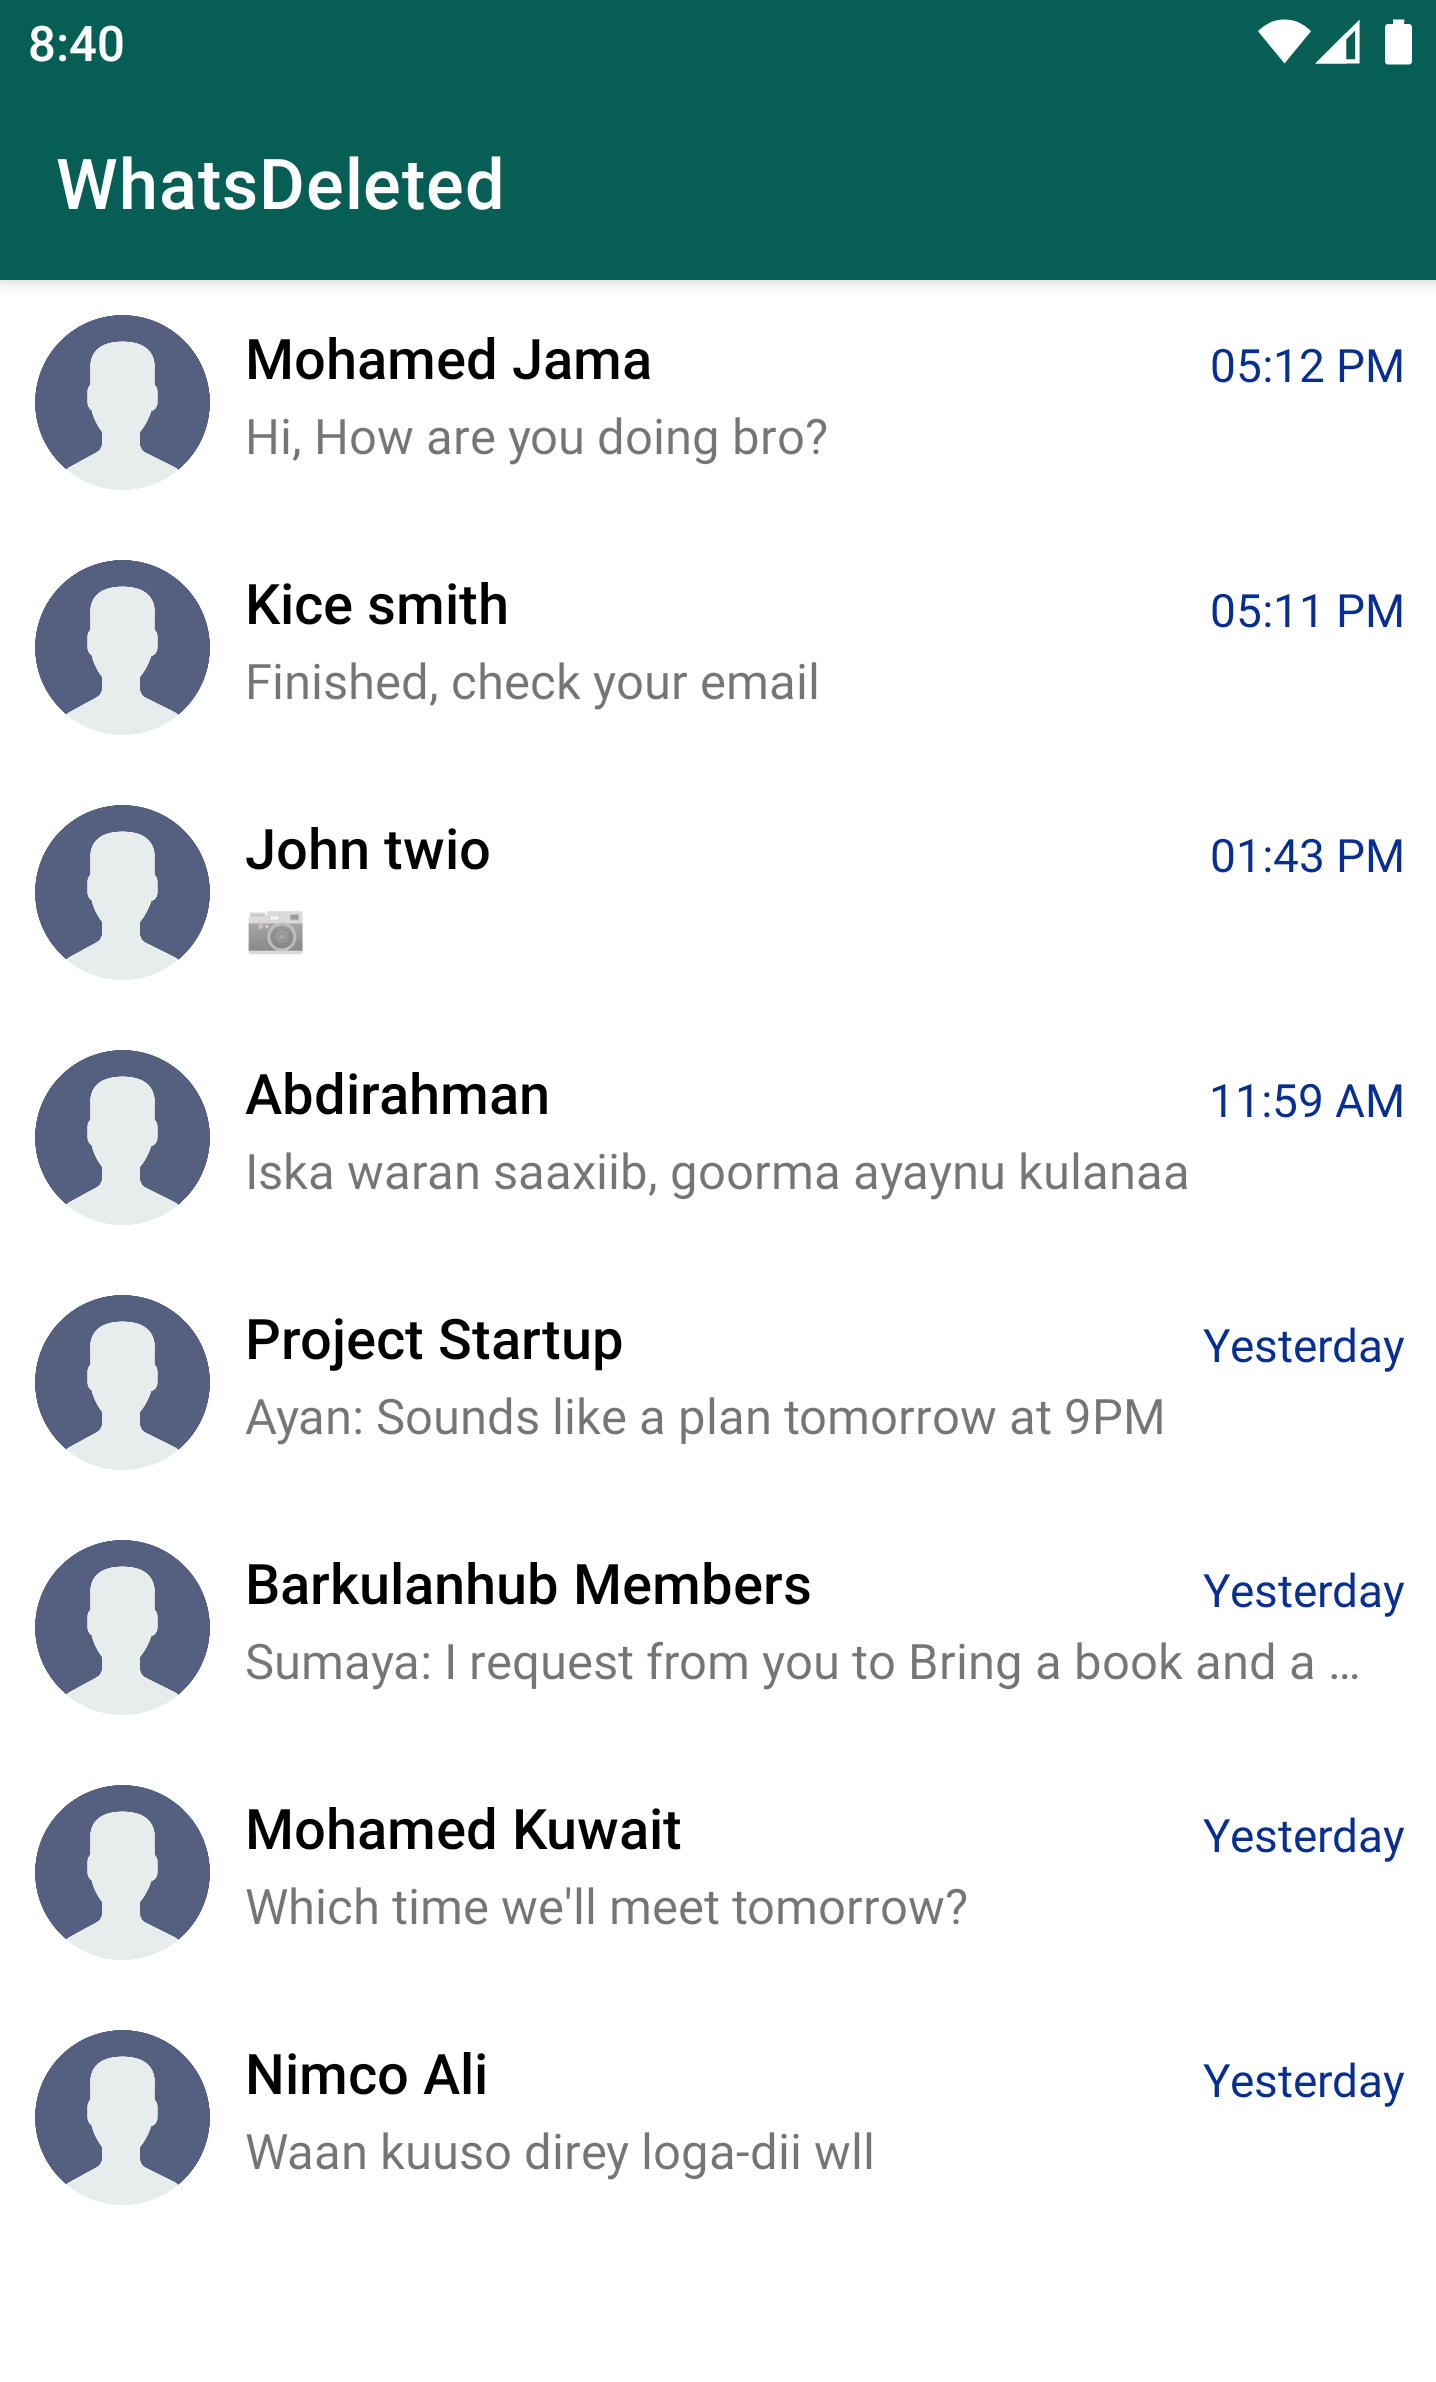 8:40
WhatsDeleted
Mohamed Jama
05:12 PM
Hi, How are you doing bro?
Kice smith
05:11 PM
Finished, check your email
John twio
01:43 PM
📷
Abdirahman
11:59 AM
Iska waran saaxiib, goorma ayaynu kulanaa
Project Startup
Yesterday
Ayan: Sounds like a plan tomorrow at 9PM
Barkulanhub Members
Yesterday
Sumaya: I request from you to Bring a book and a ...
Mohamed Kuwait
Yesterday
Which time we'll meet tomorrow?
Nimco Ali
Yesterday
Waan kuuso direy loga-dii wll